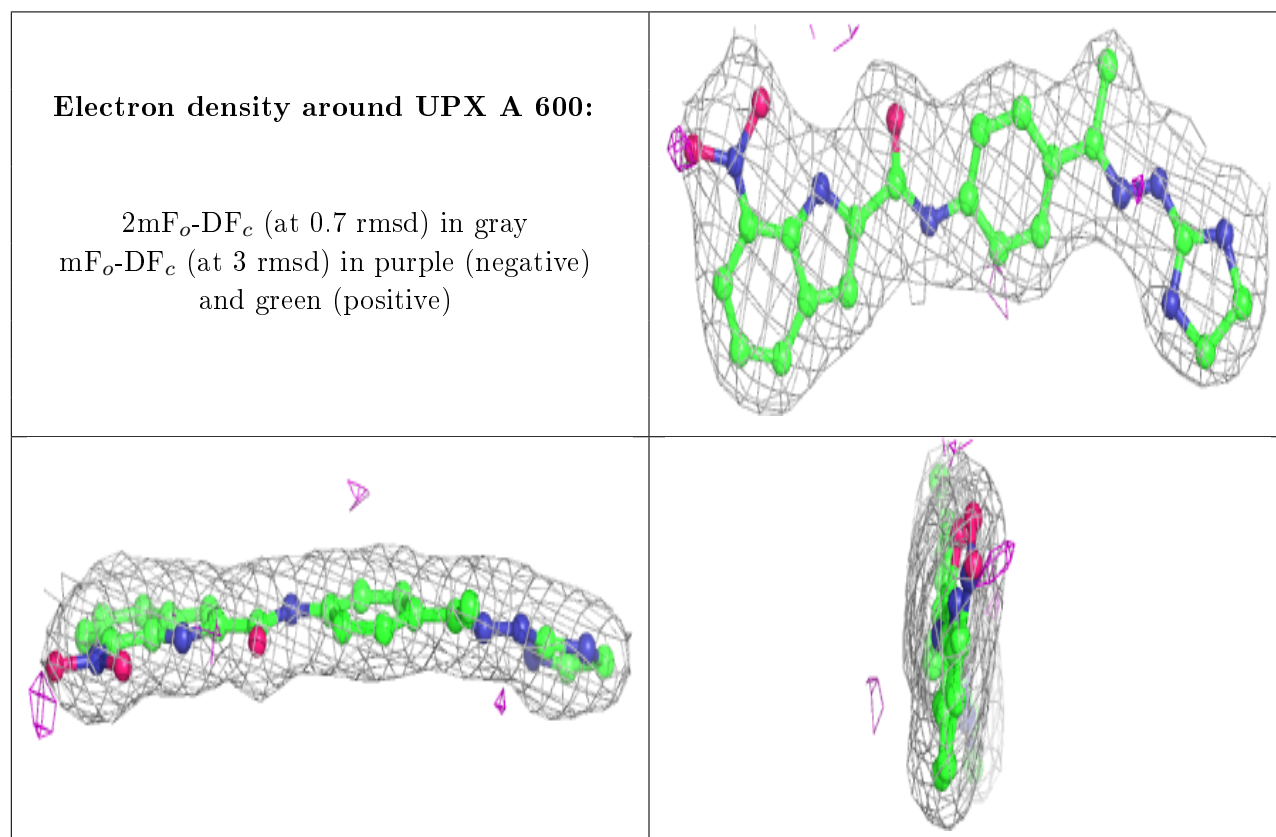 Electron density around UPX A 600:
2mFₒ-DF𝒸 (at 0.7 rmsd) in gray
mFₒ-DF𝒸 (at 3 rmsd) in purple (negative)
and green (positive)